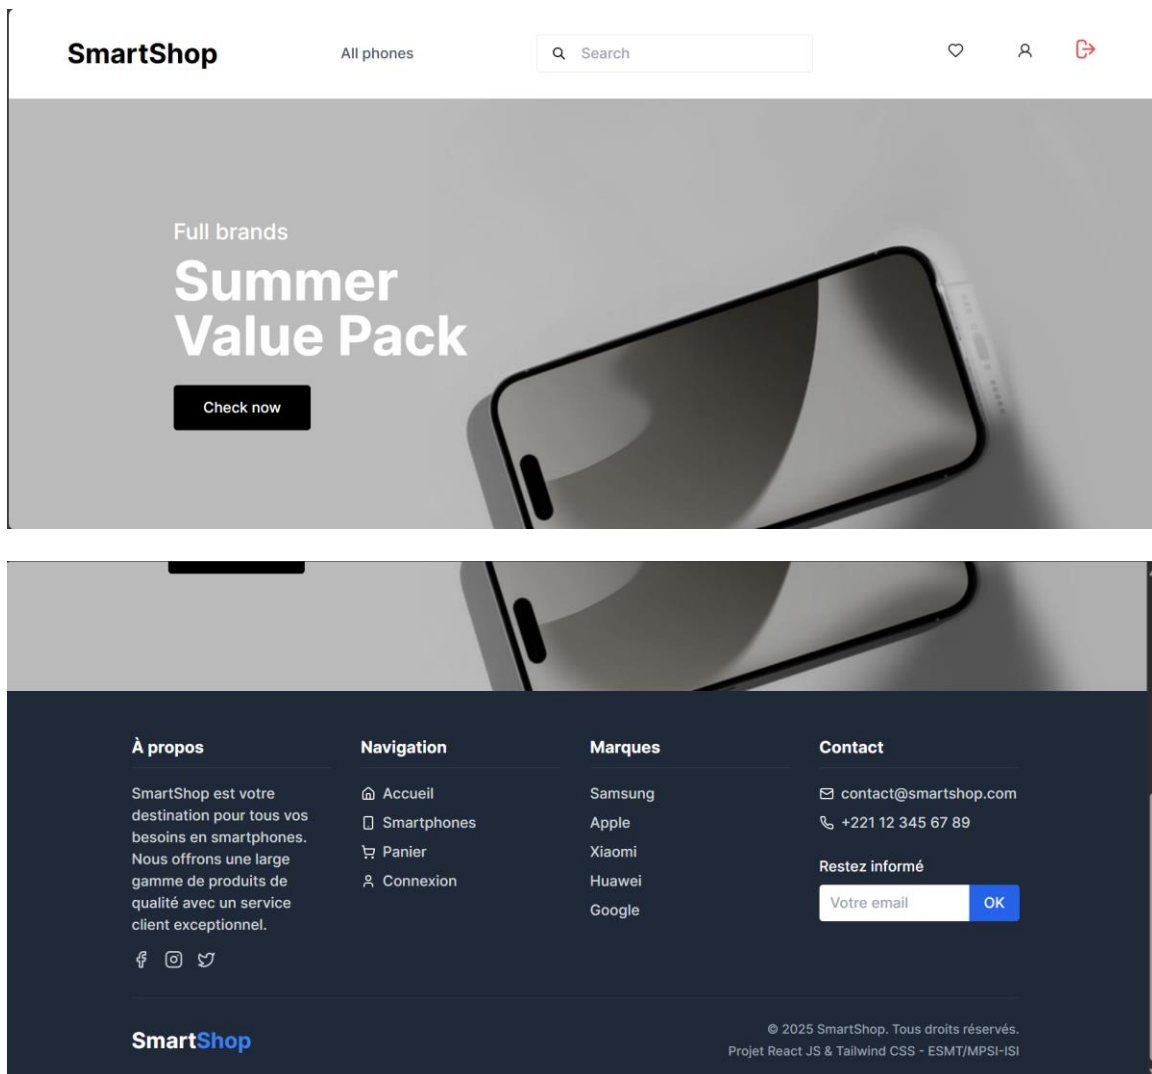 SmartShop
All phones
Search
Full brands
Summer
Value Pack
Check now
À propos
SmartShop est votre
destination pour tous vos
besoins en smartphones.
Nous offrons une large
gamme de produits de
qualité avec un service
client exceptionnel.
Navigation
Accueil
Smartphones
Panier
Connexion
Marques
Samsung
Apple
Xiaomi
Huawei
Google
Contact
contact@smartshop.com
+221 12 345 67 89
Restez informé
Votre email
OK
SmartShop
© 2025 SmartShop. Tous droits réservés.
Projet React JS & Tailwind CSS - ESMT/MPSI-ISI